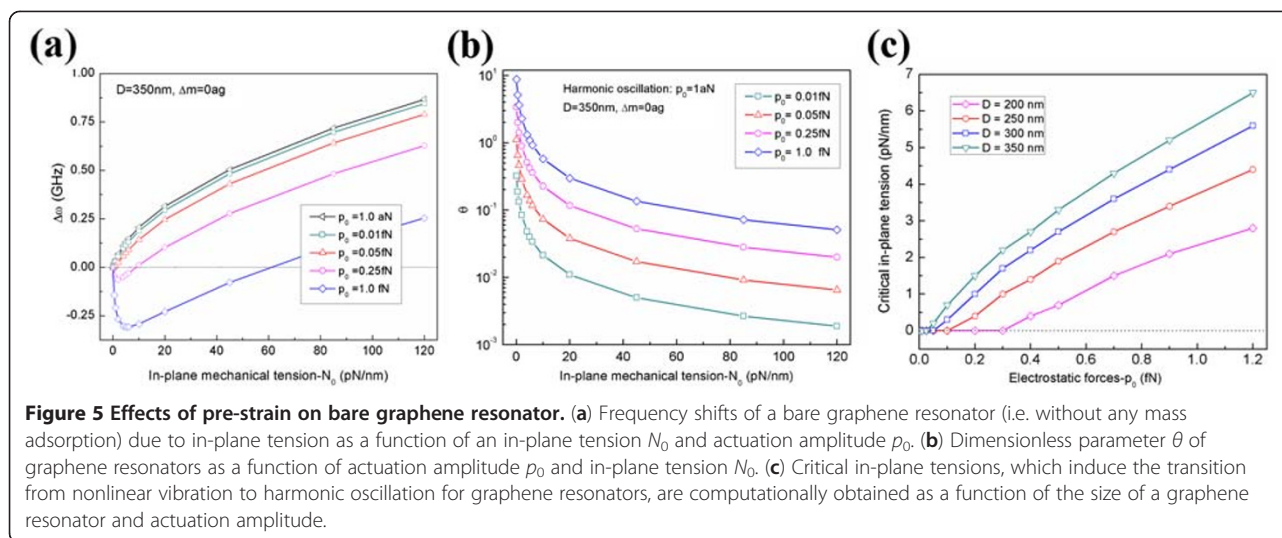 (a)
1.00
0.75
0.50
0.25
0.00
-0.25
Δω (GHz)
D=350nm, Δm=0ag
p₀ =1.0 aN
p₀ =0.01fN
p₀ =0.05fN
p₀ =0.25fN
p₀ =1.0 fN
0 20 40 60 80 100 120
In-plane mechanical tension-N₀ (pN/nm)
(b)
10¹
10⁰
10⁻¹
10⁻²
10⁻³
θ
Harmonic oscillation: p₀=1aN
D=350nm, Δm=0ag
p₀= 0.01fN
p₀= 0.05fN
p₀= 0.25fN
p₀= 1.0 fN
0 20 40 60 80 100 120
In-plane mechanical tension-N₀ (pN/nm)
(c)
7
6
5
4
3
2
1
0
Critical in-plane tension (pN/nm)
D = 200 nm
D = 250 nm
D = 300 nm
D = 350 nm
0.0 0.2 0.4 0.6 0.8 1.0 1.2
Electrostatic forces-p₀ (fN)
Figure 5 Effects of pre-strain on bare graphene resonator. (a) Frequency shifts of a bare graphene resonator (i.e. without any mass
adsorption) due to in-plane tension as a function of an in-plane tension N₀ and actuation amplitude p₀. (b) Dimensionless parameter θ of
graphene resonators as a function of actuation amplitude p₀ and in-plane tension N₀. (c) Critical in-plane tensions, which induce the transition
from nonlinear vibration to harmonic oscillation for graphene resonators, are computationally obtained as a function of the size of a graphene
resonator and actuation amplitude.